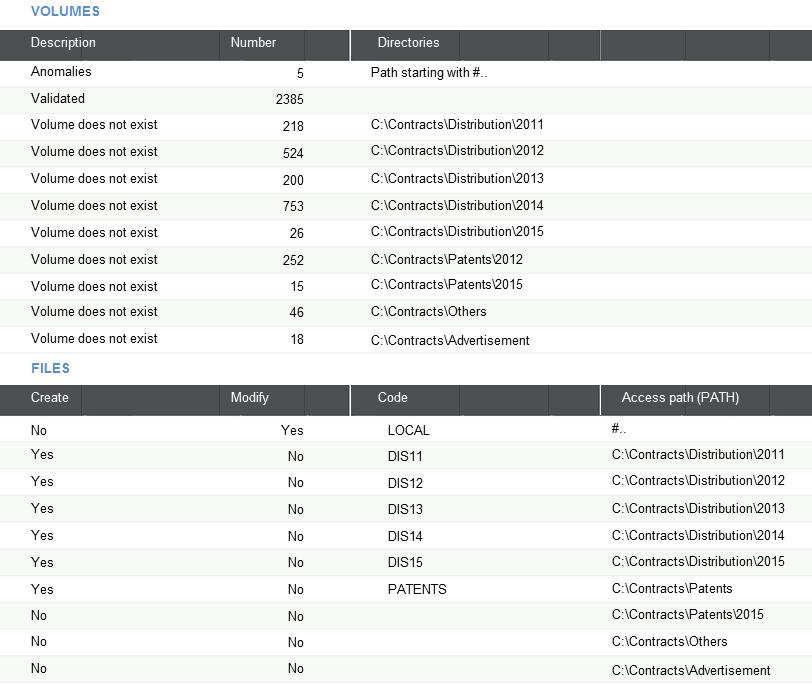 VOLUMES
Description Number Directories
Anomalies 5 Path starting with #..
Validated 2385
Volume does not exist 218 C:\Contracts\Distribution\2011
Volume does not exist 524 C:\Contracts\Distribution\2012
Volume does not exist 200 C:\Contracts\Distribution\2013
Volume does not exist 753 C:\Contracts\Distribution\2014
Volume does not exist 26 C:\Contracts\Distribution\2015
Volume does not exist 252 C:\Contracts\Patents\2012
Volume does not exist 15 C:\Contracts\Patents\2015
Volume does not exist 46 C:\Contracts\Others
Volume does not exist 18 C:\Contracts\Advertisement
FILES
Create Modify Code Access path (PATH)
No Yes LOCAL #..
Yes No DIS11 C:\Contracts\Distribution\2011
Yes No DIS12 C:\Contracts\Distribution\2012
Yes No DIS13 C:\Contracts\Distribution\2013
Yes No DIS14 C:\Contracts\Distribution\2014
Yes No DIS15 C:\Contracts\Distribution\2015
Yes No PATENTS C:\Contracts\Patents
No No C:\Contracts\Patents\2015
No No C:\Contracts\Others
No No C:\Contracts\Advertisement